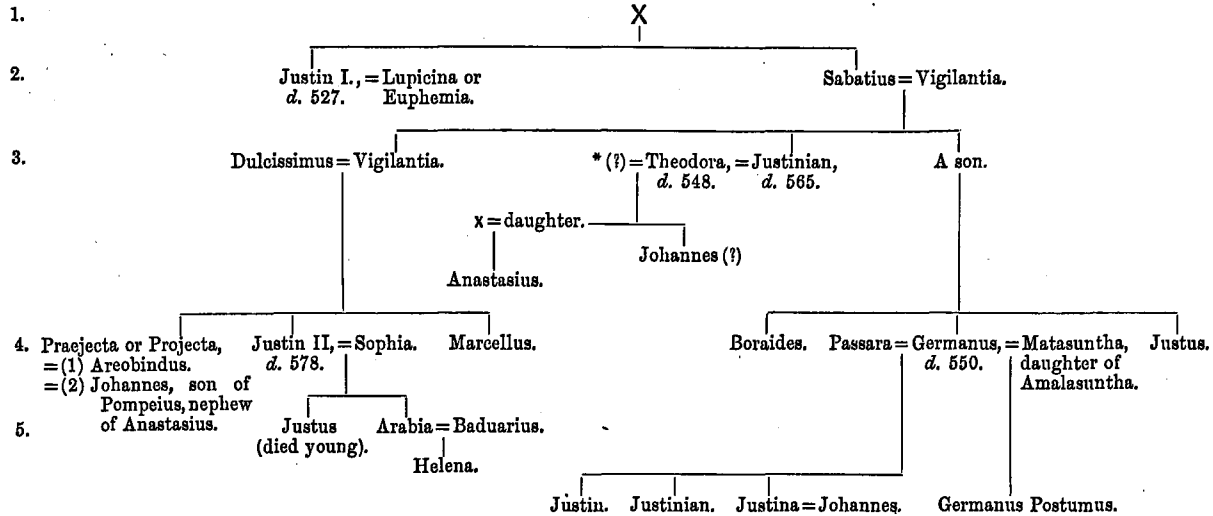 1. X
2. Justin I., = Lupicina or Sabatius = Vigilantia.
d. 527. Euphemia.
3. Dulcissimus = Vigilantia. * (?) = Theodora, = Justinian, A son.
d. 548. d. 565.
X = daughter.
Johannes (?)
Anastasius.
4. Praejecta or Projecta, Justin II, = Sophia. Marcellus. Boraides. Passara = Germanus, = Matasuntha, Justus.
= (1) Areobindus. d. 578. d. 550. daughter of
= (2) Johannes, son of Amalasuntha.
Pompeius, nephew
5. of Anastasius. Justus Arabia = Baduarius.
(died young).
Helena.
Justin. Justinian. Justina = Johannes. Germanus Postumus.